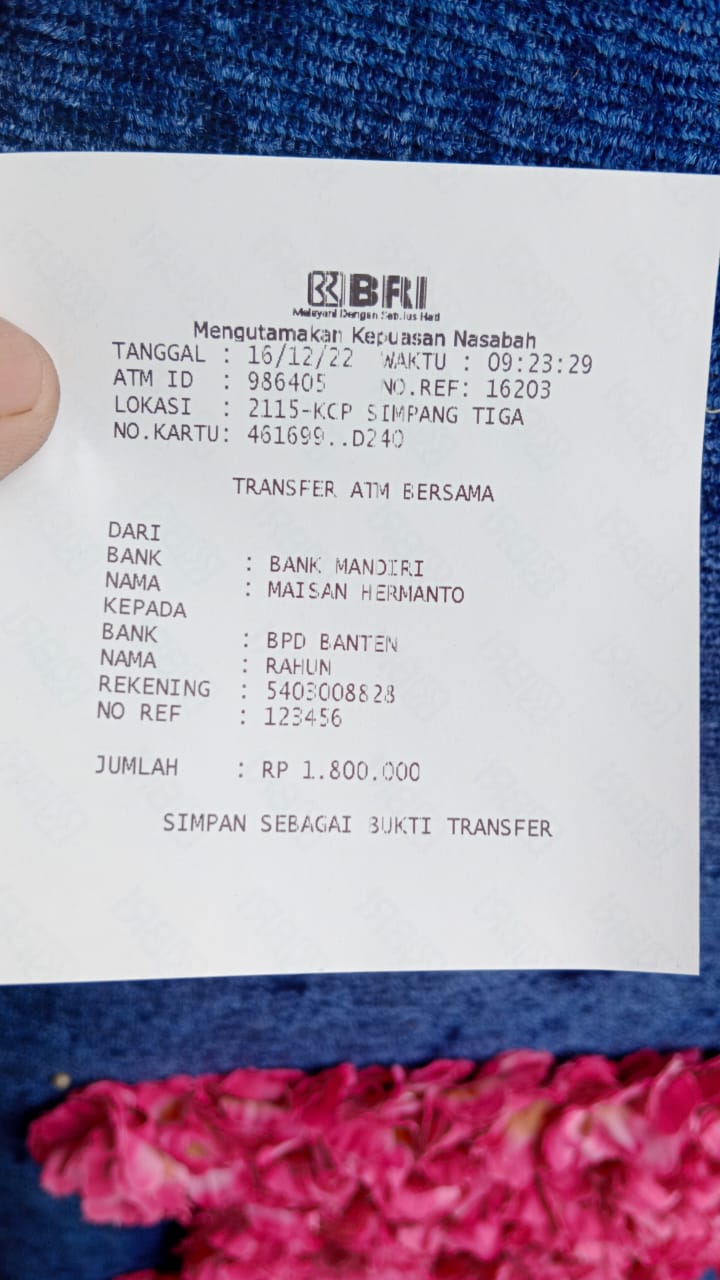 BRI
Melayani Dengan Setulus Hati
Mengutamakan Kepuasan Nasabah
TANGGAL : 16/12/22 WAKTU : 09:23:29
ATM ID : 986405 NO.REF: 16203
LOKASI : 2115-KCP SIMPANG TIGA
NO.KARTU: 461699..D240
TRANSFER ATM BERSAMA
DARI
BANK : BANK MANDIRI
NAMA : MAISAN HERMANTO
KEPADA
BANK : BPD BANTEN
NAMA : RAHUN
REKENING : 5403008828
NO REF : 123456
JUMLAH : RP 1.800.000
SIMPAN SEBAGAI BUKTI TRANSFER